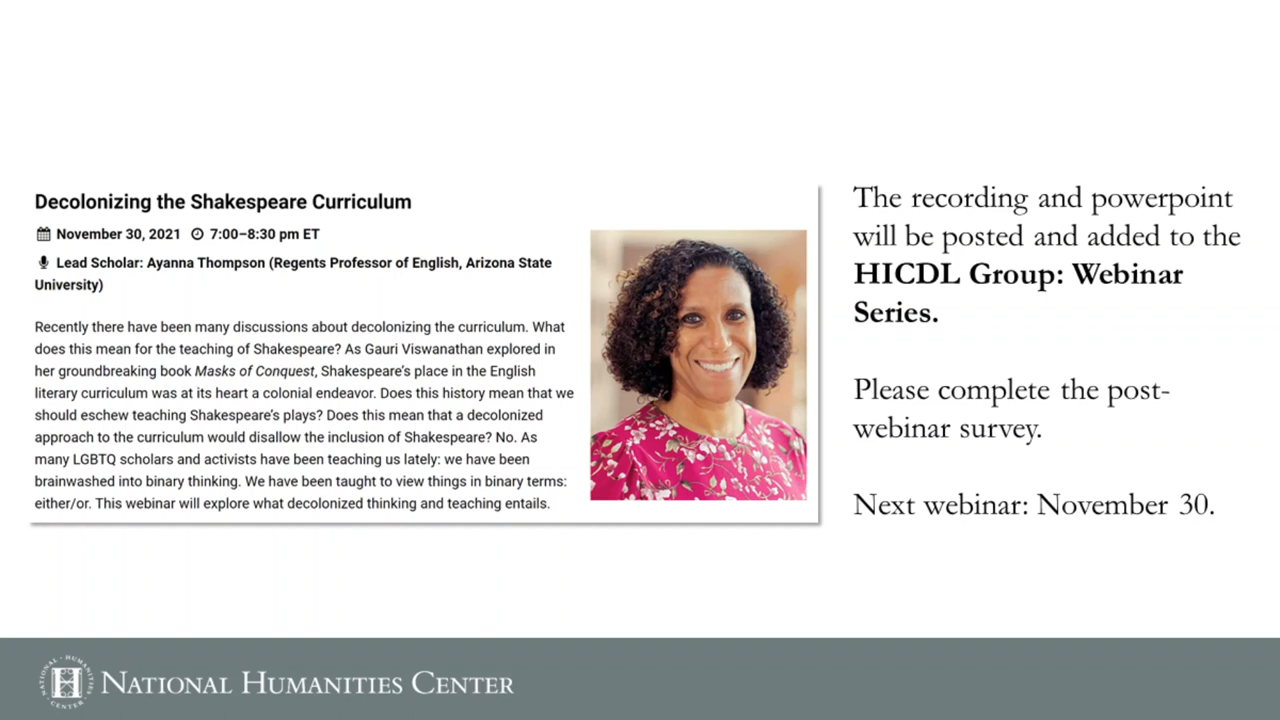 Decolonizing the Shakespeare Curriculum
November 30, 2021 7:00–8:30 pm ET
Lead Scholar: Ayanna Thompson (Regents Professor of English, Arizona State
University)
Recently there have been many discussions about decolonizing the curriculum. What
does this mean for the teaching of Shakespeare? As Gauri Viswanathan explored in
her groundbreaking book Masks of Conquest, Shakespeare's place in the English
literary curriculum was at its heart a colonial endeavor. Does this history mean that we
should eschew teaching Shakespeare's plays? Does this mean that a decolonized
approach to the curriculum would disallow the inclusion of Shakespeare? No. As
many LGBTQ scholars and activists have been teaching us lately: we have been
brainwashed into binary thinking. We have been taught to view things in binary terms:
either/or. This webinar will explore what decolonized thinking and teaching entails.
The recording and powerpoint
will be posted and added to the
HICDL Group: Webinar
Series.
Please complete the post-
webinar survey.
Next webinar: November 30.
NATIONAL · HUMANITIES · CENTER ·
H
NATIONAL HUMANITIES CENTER